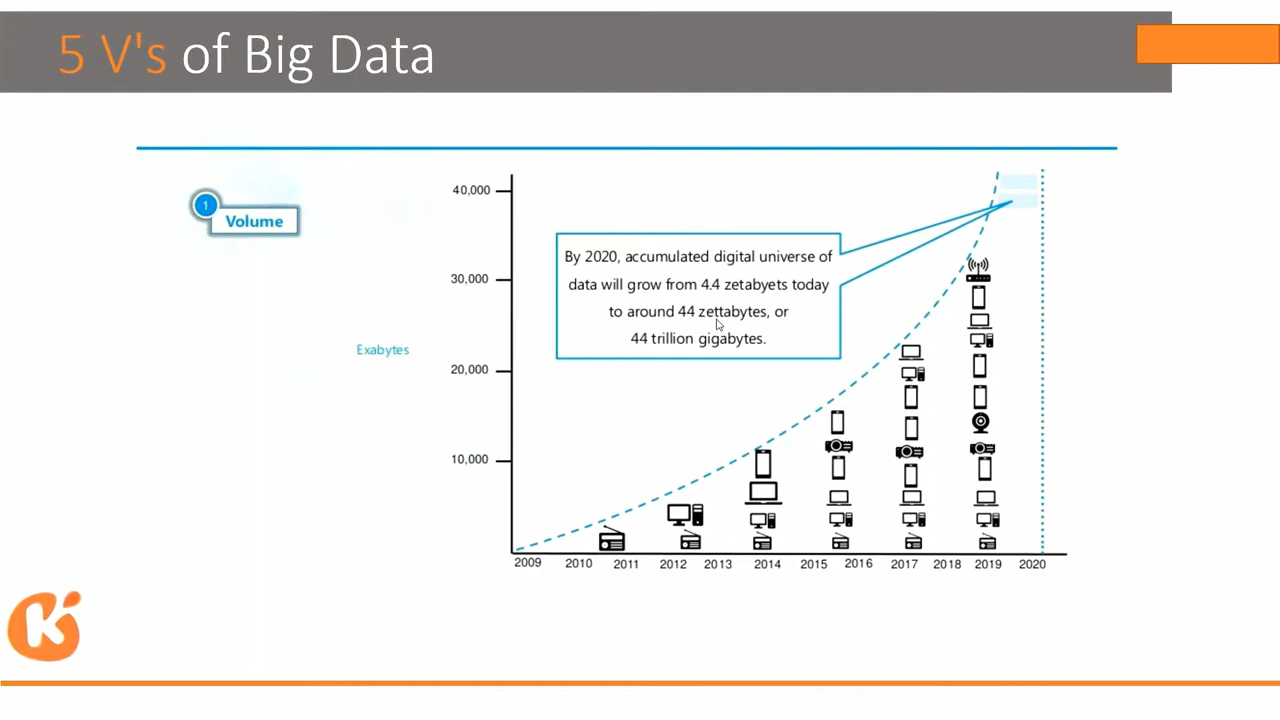 5 V's of Big Data
1
Volume
40,000
30,000
20,000
10,000
Exabytes
By 2020, accumulated digital universe of
data will grow from 4.4 zetabyets today
to around 44 zettabytes, or
44 trillion gigabytes.
2009 2010 2011 2012 2013 2014 2015 2016 2017 2018 2019 2020
K